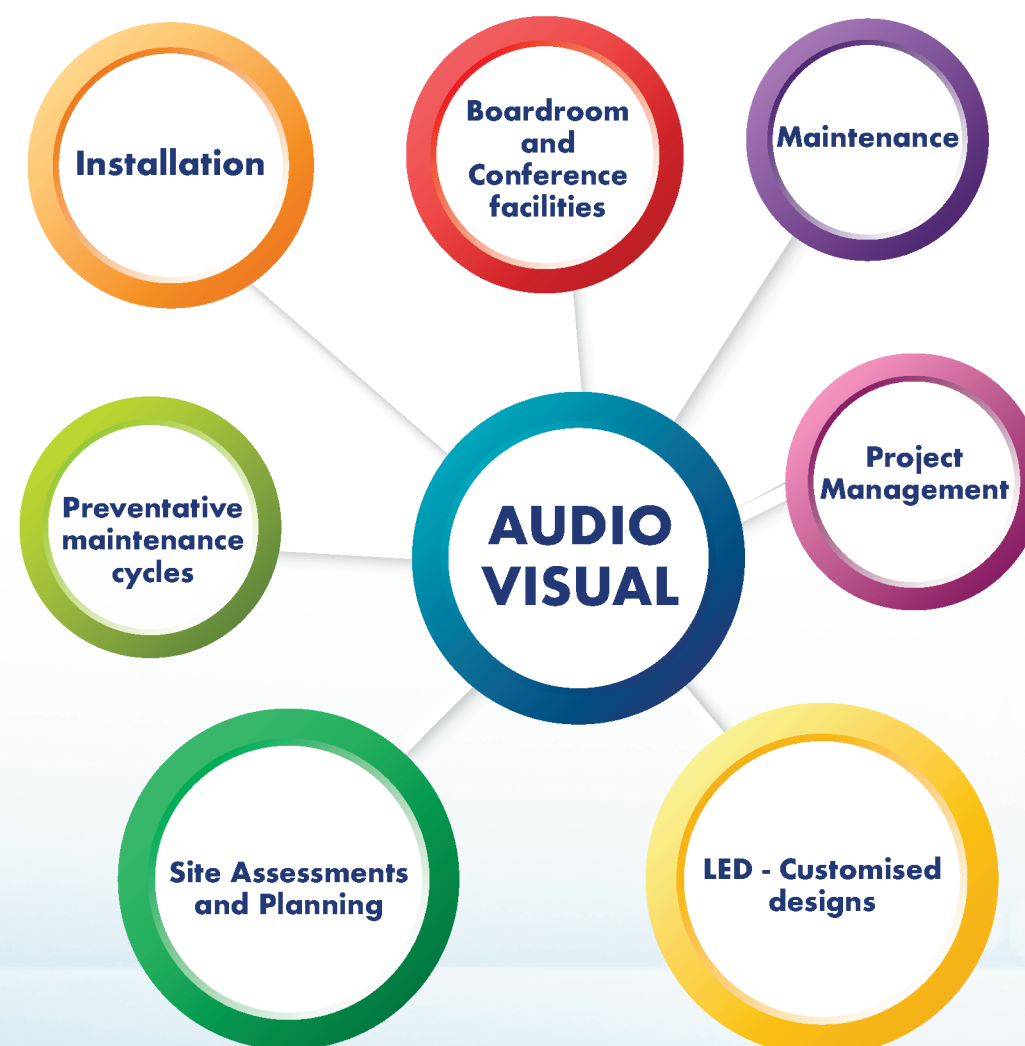 Installation
Boardroom
and
Conference
facilities
Maintenance
Preventative
maintenance
cycles
AUDIO
VISUAL
Project
Management
Site Assessments
and Planning
LED - Customised
designs